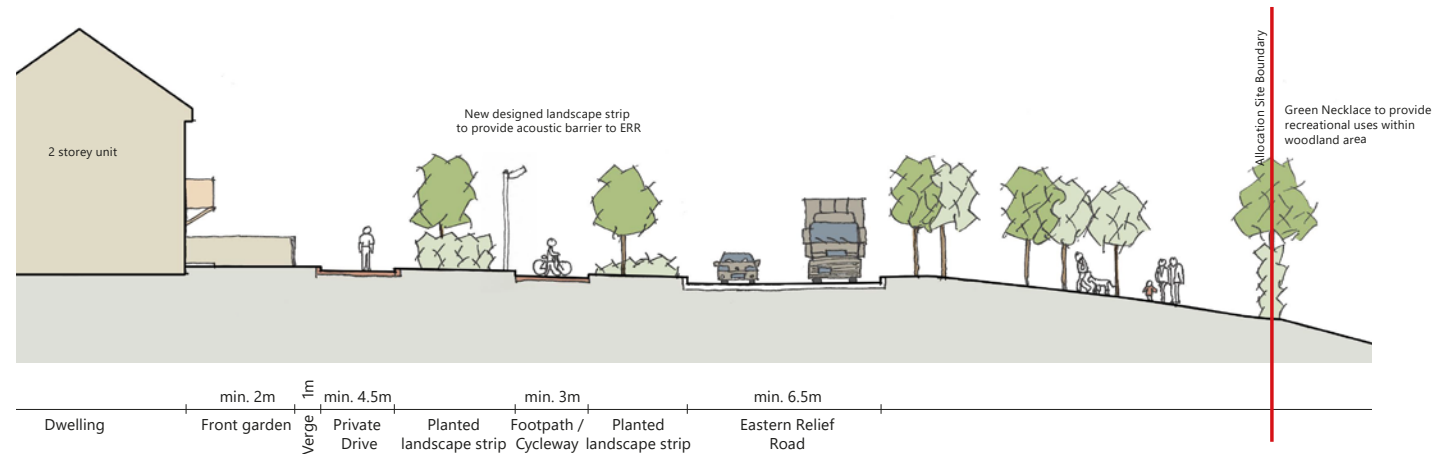 New designed landscape strip
to provide acoustic barrier to ERR
Allocation Site Boundary
Green Necklace to provide
recreational uses within
woodland area
2 storey unit
min. 2m
1m
min. 4.5m
min. 3m
min. 6.5m
Dwelling
Front garden
Verge
Private
Drive
Planted
landscape strip
Footpath /
Cycleway
Planted
landscape strip
Eastern Relief
Road